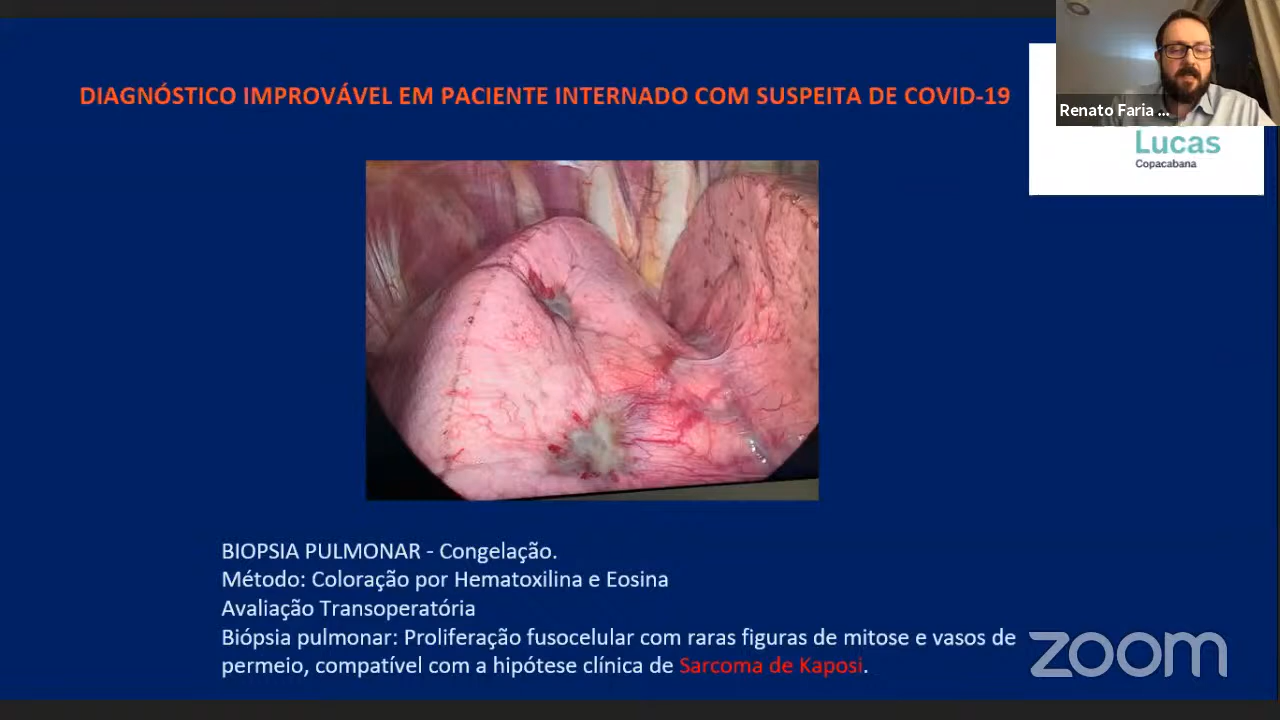 DIAGNÓSTICO IMPROVÁVEL EM PACIENTE INTERNADO COM SUSPEITA DE COVID-19
Renato Faria ...
Lucas
Copacabana
BIOPSIA PULMONAR - Congelação.
Método: Coloração por Hematoxilina e Eosina
Avaliação Transoperatória
Biópsia pulmonar: Proliferação fusocelular com raras figuras de mitose e vasos de
permeio, compatível com a hipótese clínica de Sarcoma de Kaposi.
zoom